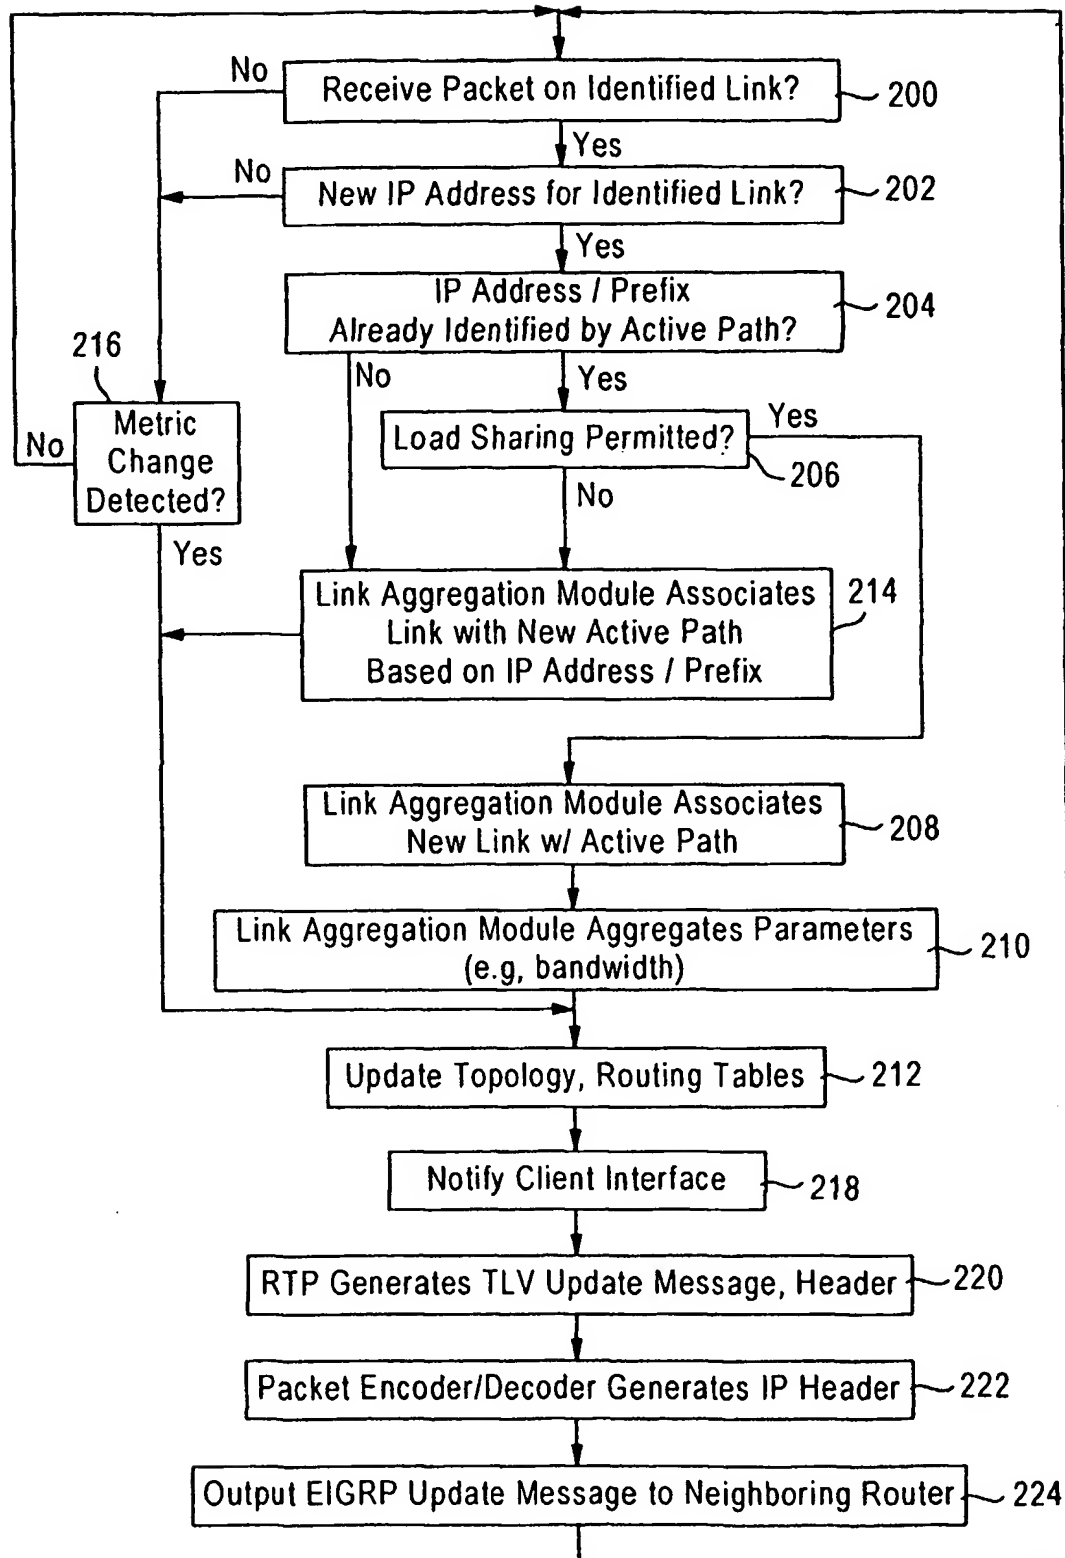 No
Receive Packet on Identified Link?
200
Yes
No
New IP Address for Identified Link?
202
Yes
IP Address / Prefix
Already Identified by Active Path?
204
216
No
Yes
Metric
Change
Detected?
No
Load Sharing Permitted?
Yes
206
No
Yes
Link Aggregation Module Associates
Link with New Active Path
Based on IP Address / Prefix
214
Link Aggregation Module Associates
New Link w/ Active Path
208
Link Aggregation Module Aggregates Parameters
(e.g, bandwidth)
210
Update Topology, Routing Tables
212
Notify Client Interface
218
RTP Generates TLV Update Message, Header
220
Packet Encoder/Decoder Generates IP Header
222
Output EIGRP Update Message to Neighboring Router
224